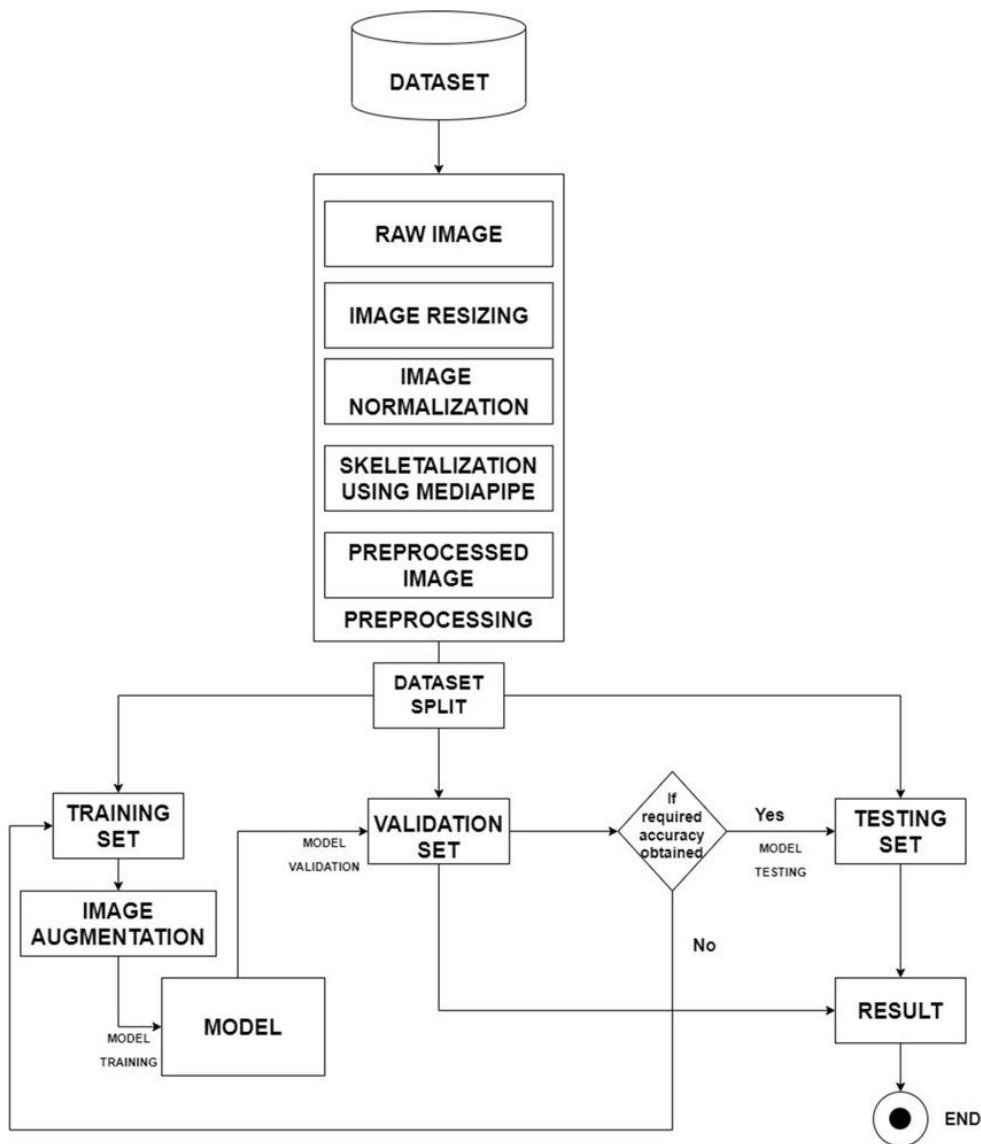 DATASET
RAW IMAGE
IMAGE RESIZING
IMAGE
NORMALIZATION
SKELETALIZATION
USING MEDIAPIPE
PREPROCESSED
IMAGE
PREPROCESSING
DATASET
SPLIT
TRAINING
SET
IMAGE
AUGMENTATION
MODEL
TRAINING
MODEL
MODEL
VALIDATION
VALIDATION
SET
If
required
accuracy
obtained
Yes
MODEL
TESTING
No
TESTING
SET
RESULT
END